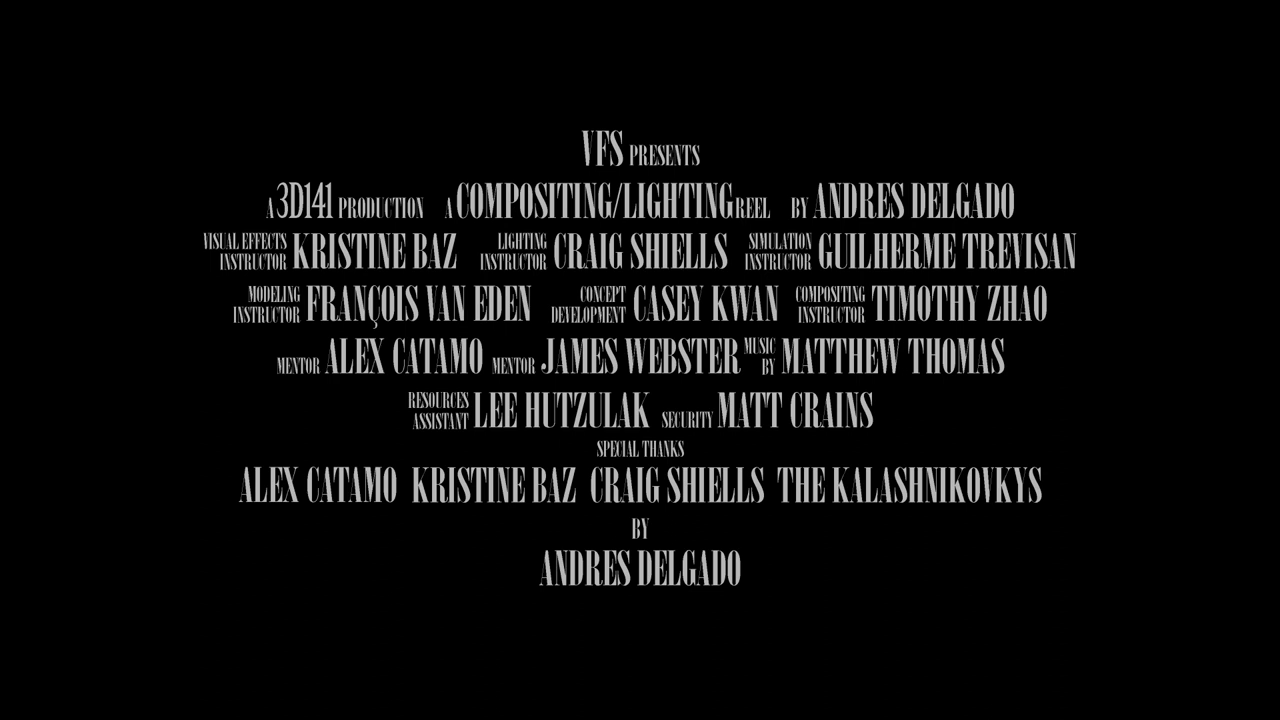 VFS PRESENTS
A 3D141 PRODUCTION A COMPOSITING/LIGHTING REEL BY ANDRES DELGADO
VISUAL EFFECTS INSTRUCTOR KRISTINE BAZ LIGHTING INSTRUCTOR CRAIG SHIELLS SIMULATION INSTRUCTOR GUILHERME TREVISAN
MODELING INSTRUCTOR FRANÇOIS VAN EDEN CONCEPT DEVELOPMENT CASEY KWAN COMPOSITING INSTRUCTOR TIMOTHY ZHAO
MENTOR ALEX CATAMO MENTOR JAMES WEBSTER MUSIC BY MATTHEW THOMAS
RESOURCES ASSISTANT LEE HUTZULAK SECURITY MATT CRAINS
SPECIAL THANKS
ALEX CATAMO KRISTINE BAZ CRAIG SHIELLS THE KALASHNIKOVKYS
BY
ANDRES DELGADO